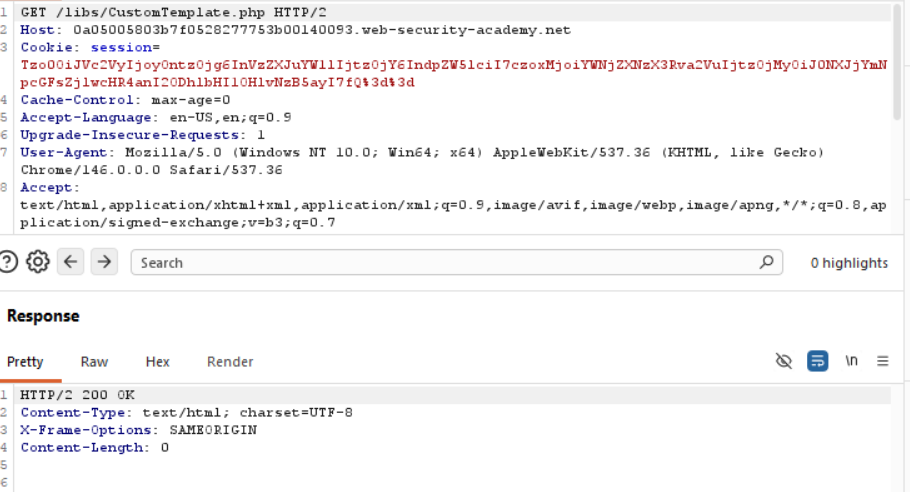 1 GET /libs/CustomTemplate.php HTTP/2
2 Host: 0a05005803b7f0528277753b00140093.web-security-academy.net
3 Cookie: session=
Tzo0OiJVc2VyIjoyOntzOjg6InVzZXJuYW1lIjtzOjY6IndpZW5lciI7czoxMjoiYWNjZXNzX3Rva2VuIjtzOjMyOiJ0NXJjYmN
pcGFsZjlwcHR4anI2ODhlbHI1OHlvNzB5ayI7fQ%3d%3d
4 Cache-Control: max-age=0
5 Accept-Language: en-US,en;q=0.9
6 Upgrade-Insecure-Requests: 1
7 User-Agent: Mozilla/5.0 (Windows NT 10.0; Win64; x64) AppleWebKit/537.36 (KHTML, like Gecko)
Chrome/146.0.0.0 Safari/537.36
8 Accept:
text/html,application/xhtml+xml,application/xml;q=0.9,image/avif,image/webp,image/apng,*/*;q=0.8,ap
plication/signed-exchange;v=b3;q=0.7
Search
0 highlights
Response
Pretty Raw Hex Render \n
1 HTTP/2 200 OK
2 Content-Type: text/html; charset=UTF-8
3 X-Frame-Options: SAMEORIGIN
4 Content-Length: 0
5
6